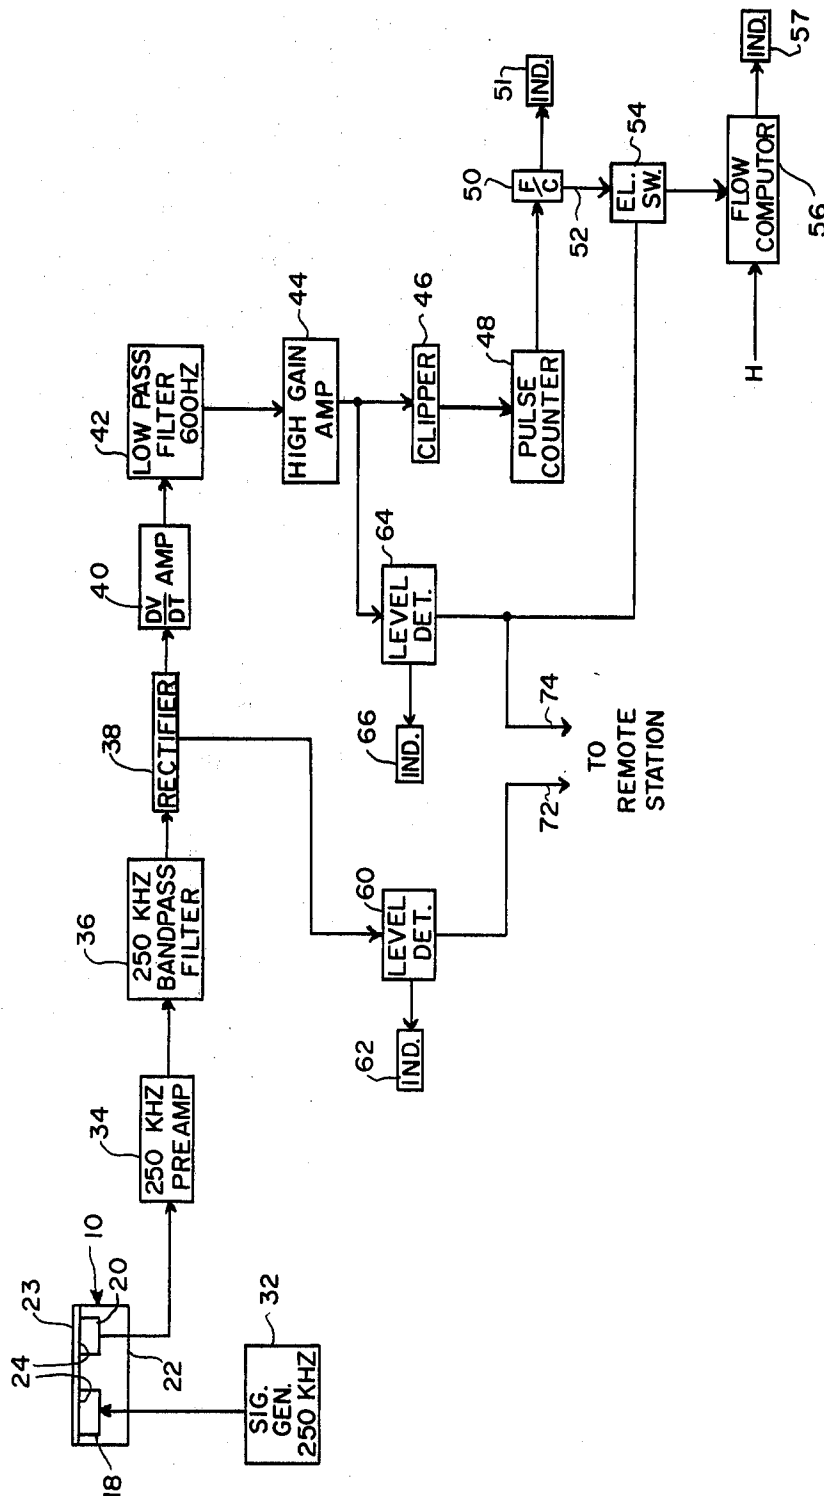 10
18
20
22
23
24
SIG.
GEN.
250 KHZ
32
250 KHZ
PREAMP
34
250 KHZ
BANDPASS
FILTER
36
RECTIFIER
38
DV
DT
AMP
40
LOW PASS
FILTER
600HZ
42
HIGH GAIN
AMP
44
CLIPPER
46
PULSE
COUNTER
48
F/C
50
IND.
51
52
EL.
SW.
54
H
FLOW
COMPUTOR
56
IND.
57
LEVEL
DET.
60
IND.
62
LEVEL
DET.
64
IND.
66
72
74
TO
REMOTE
STATION